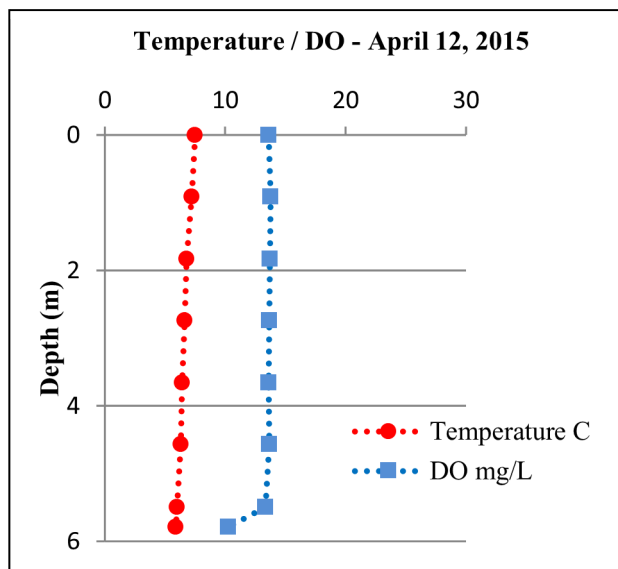 Temperature / DO - April 12, 2015
0 10 20 30
0
2
4
6
Depth (m)
Temperature C
DO mg/L